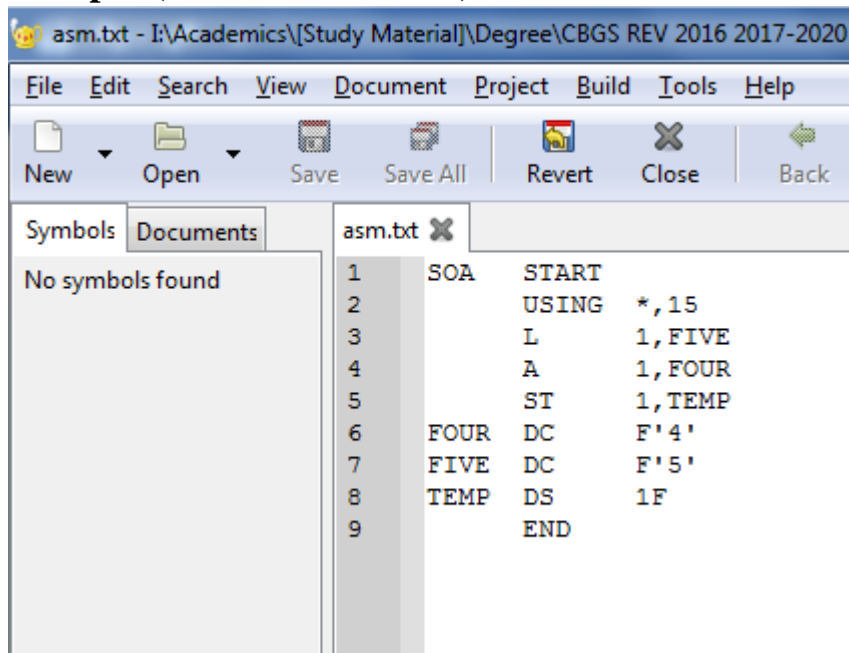 asm.txt - I:\Academics\[Study Material]\Degree\CBGS REV 2016 2017-2020
File Edit Search View Document Project Build Tools Help
New Open Save Save All Revert Close Back
Symbols Documents asm.txt
No symbols found
1 SOA START
2 USING *,15
3 L 1,FIVE
4 A 1,FOUR
5 ST 1,TEMP
6 FOUR DC F'4'
7 FIVE DC F'5'
8 TEMP DS 1F
9 END